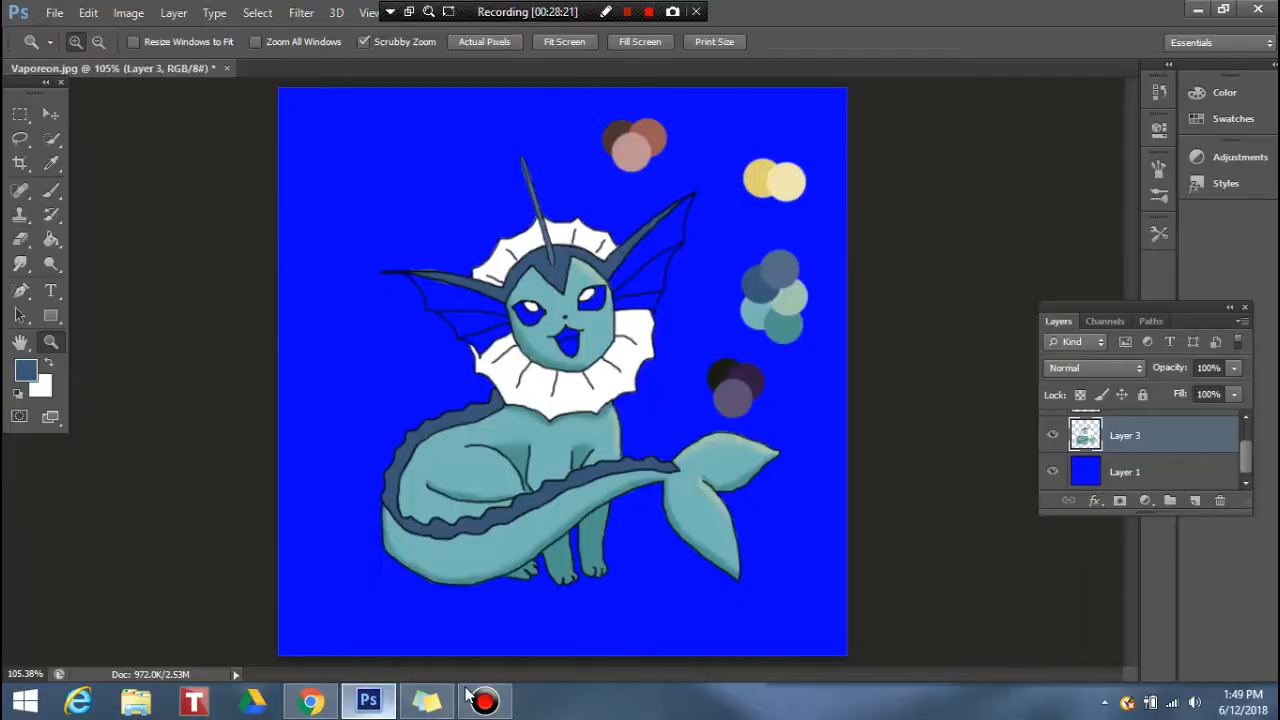 Ps File Edit Image Layer Type Select Filter 3D Recording [00:28:21]
Resize Windows to Fit Zoom All Windows Scrubby Zoom Actual Pixels Fit Screen Fill Screen Print Size Essentials
Vaporeon.jpg @ 105% (Layer 3, RGB/8#) *
Color
Swatches
Adjustments
Styles
T
Layers Channels Paths
Kind T
Normal Opacity: 100%
Lock: Fill: 100%
Layer 3
Layer 1
fx
105.38% Doc: 972.0K/2.53M
T Ps 1:49 PM
6/12/2018